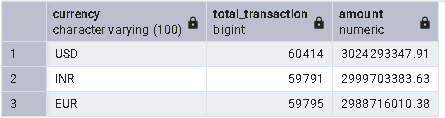 currency total_transaction amount
character varying (100) bigint numeric
1 USD 60414 3024293347.91
2 INR 59791 2999703383.63
3 EUR 59795 2988716010.38